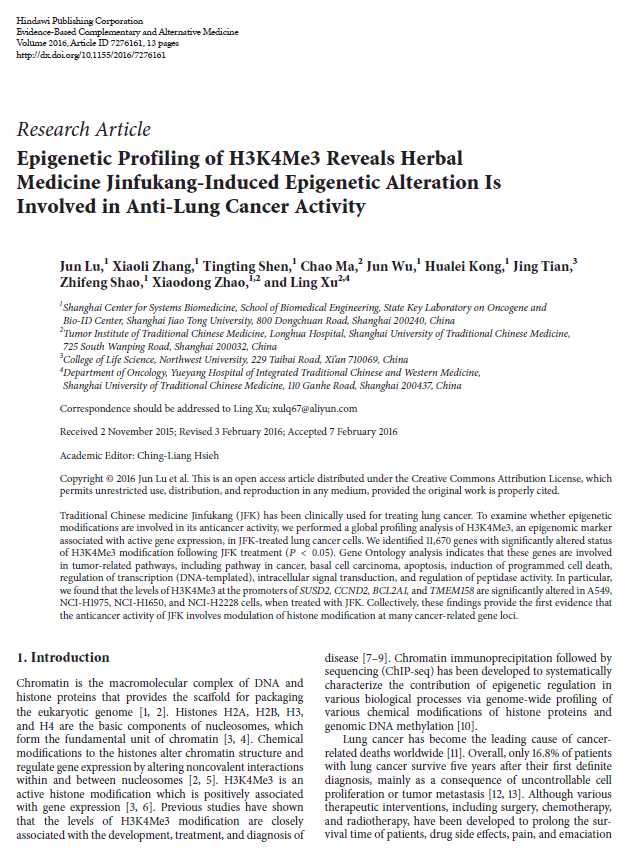 Hindawi Publishing Corporation
Evidence-Based Complementary and Alternative Medicine
Volume 2016, Article ID 7276161, 13 pages
http://dx.doi.org/10.1155/2016/7276161
Research Article
Epigenetic Profiling of H3K4Me3 Reveals Herbal
Medicine Jinfukang-Induced Epigenetic Alteration Is
Involved in Anti-Lung Cancer Activity
Jun Lu,1 Xiaoli Zhang,1 Tingting Shen,1 Chao Ma,2 Jun Wu,1 Hualei Kong,1 Jing Tian,3
Zhifeng Shao,1 Xiaodong Zhao,1,2 and Ling Xu2,4
1Shanghai Center for Systems Biomedicine, School of Biomedical Engineering, State Key Laboratory on Oncogene and
Bio-ID Center, Shanghai Jiao Tong University, 800 Dongchuan Road, Shanghai 200240, China
2Tumor Institute of Traditional Chinese Medicine, Longhua Hospital, Shanghai University of Traditional Chinese Medicine,
725 South Wanping Road, Shanghai 200032, China
3College of Life Science, Northwest University, 229 Taibai Road, Xi'an 710069, China
4Department of Oncology, Yueyang Hospital of Integrated Traditional Chinese and Western Medicine,
Shanghai University of Traditional Chinese Medicine, 110 Ganhe Road, Shanghai 200437, China
Correspondence should be addressed to Ling Xu; xulq67@aliyun.com
Received 2 November 2015; Revised 3 February 2016; Accepted 7 February 2016
Academic Editor: Ching-Liang Hsieh
Copyright © 2016 Jun Lu et al. This is an open access article distributed under the Creative Commons Attribution License, which
permits unrestricted use, distribution, and reproduction in any medium, provided the original work is properly cited.
Traditional Chinese medicine Jinfukang (JFK) has been clinically used for treating lung cancer. To examine whether epigenetic
modifications are involved in its anticancer activity, we performed a global profiling analysis of H3K4Me3, an epigenomic marker
associated with active gene expression, in JFK-treated lung cancer cells. We identified 11,670 genes with significantly altered status
of H3K4Me3 modification following JFK treatment (P < 0.05). Gene Ontology analysis indicates that these genes are involved
in tumor-related pathways, including pathway in cancer, basal cell carcinoma, apoptosis, induction of programmed cell death,
regulation of transcription (DNA-templated), intracellular signal transduction, and regulation of peptidase activity. In particular,
we found that the levels of H3K4Me3 at the promoters of SUSD2, CCND2, BCL2A1, and TMEM158 are significantly altered in A549,
NCI-H1975, NCI-H1650, and NCI-H2228 cells, when treated with JFK. Collectively, these findings provide the first evidence that
the anticancer activity of JFK involves modulation of histone modification at many cancer-related gene loci.
1. Introduction
Chromatin is the macromolecular complex of DNA and
histone proteins that provides the scaffold for packaging
the eukaryotic genome [1, 2]. Histones H2A, H2B, H3,
and H4 are the basic components of nucleosomes, which
form the fundamental unit of chromatin [3, 4]. Chemical
modifications to the histones alter chromatin structure and
regulate gene expression by altering noncovalent interactions
within and between nucleosomes [2, 5]. H3K4Me3 is an
active histone modification which is positively associated
with gene expression [3, 6]. Previous studies have shown
that the levels of H3K4Me3 modification are closely
associated with the development, treatment, and diagnosis of
disease [7–9]. Chromatin immunoprecipitation followed by
sequencing (ChIP-seq) has been developed to systematically
characterize the contribution of epigenetic regulation in
various biological processes via genome-wide profiling of
various chemical modifications of histone proteins and
genomic DNA methylation [10].
Lung cancer has become the leading cause of cancer-
related deaths worldwide [11]. Overall, only 16.8% of patients
with lung cancer survive five years after their first definite
diagnosis, mainly as a consequence of uncontrollable cell
proliferation or tumor metastasis [12, 13]. Although various
therapeutic interventions, including surgery, chemotherapy,
and radiotherapy, have been developed to prolong the sur-
vival time of patients, drug side effects, pain, and emaciation